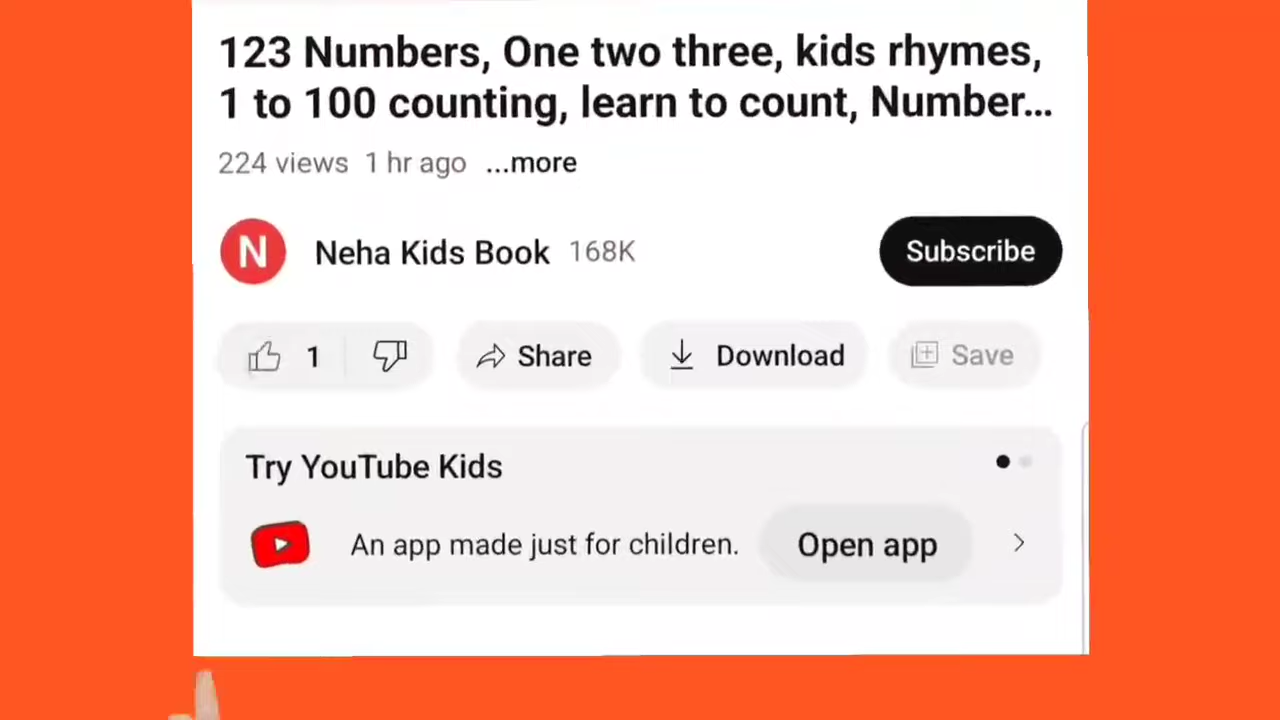 123 Numbers, One two three, kids rhymes,
1 to 100 counting, learn to count, Number...
224 views 1 hr ago ...more
N Neha Kids Book 168K Subscribe
1 Share Download Save
Try YouTube Kids
An app made just for children. Open app